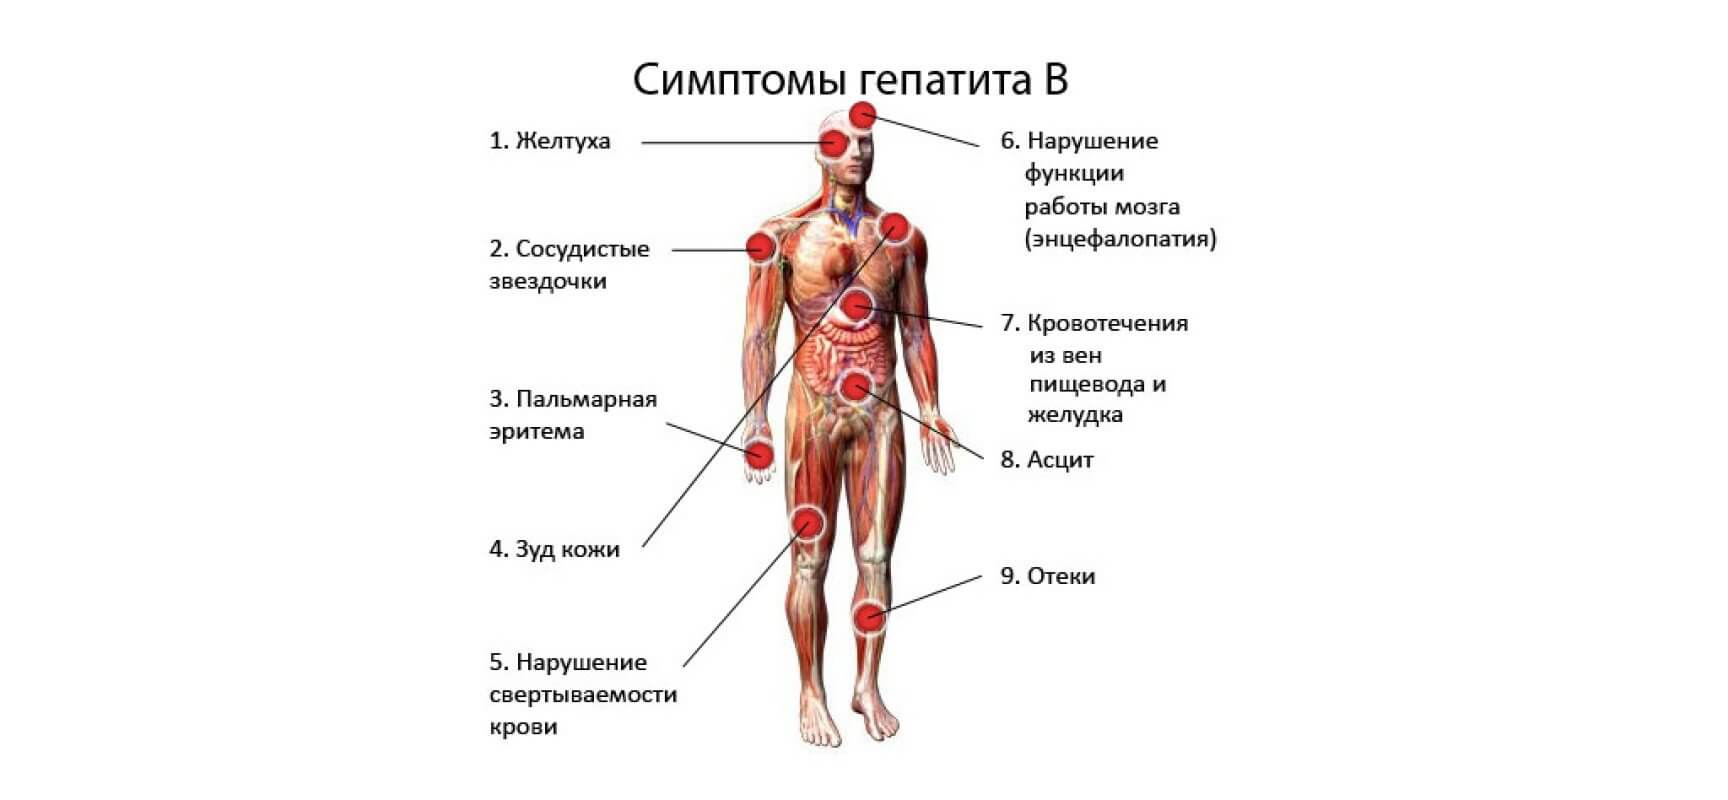 Симптомы гепатита В
1. Желтуха
2. Сосудистые
звездочки
3. Пальмарная
эритема
4. Зуд кожи
5. Нарушение
свертываемости
крови
6. Нарушение
функции
работы мозга
(энцефалопатия)
7. Кровотечения
из вен
пищевода и
желудка
8. Асцит
9. Отеки